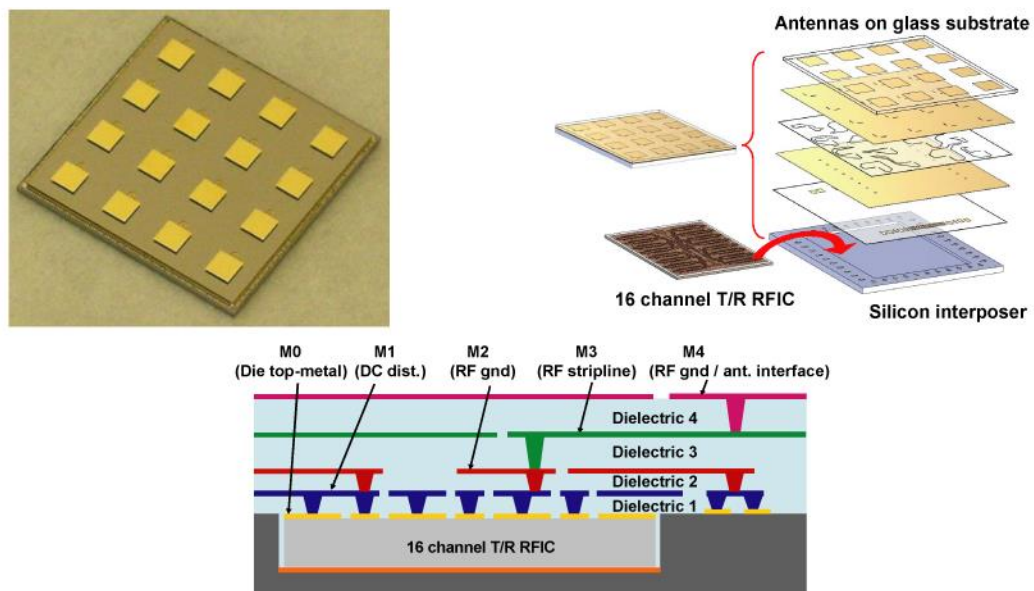 Antennas on glass substrate
16 channel T/R RFIC
Silicon interposer
M0
(Die top-metal)
M1
(DC dist.)
M2
(RF gnd)
M3
(RF stripline)
M4
(RF gnd / ant. interface)
Dielectric 4
Dielectric 3
Dielectric 2
Dielectric 1
16 channel T/R RFIC